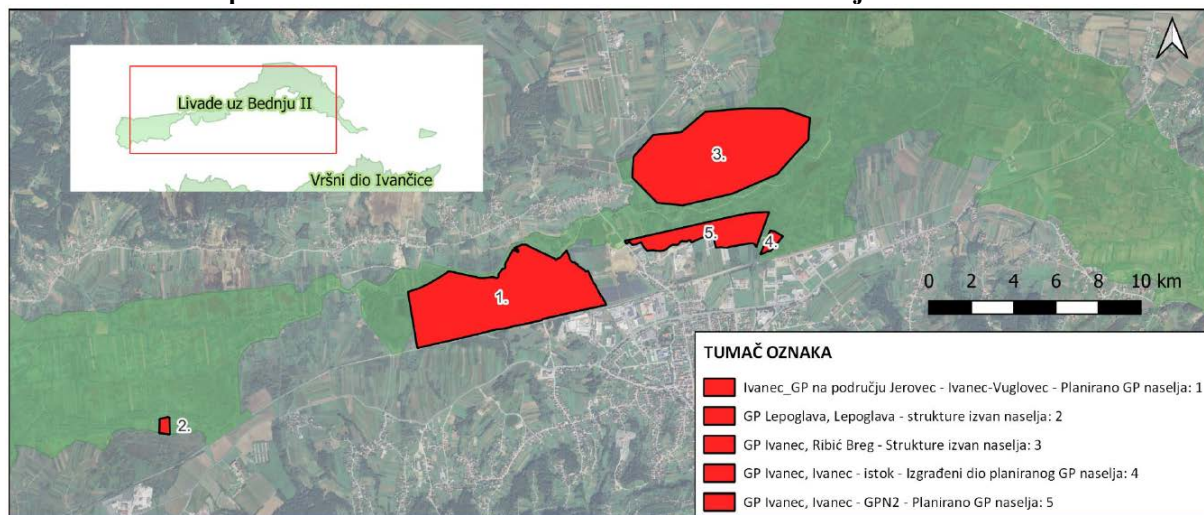 Livade uz Bednju II
Vršni dio Ivančice
3.
5.
4.
1.
2.
0 2 4 6 8 10 km
TUMAČ OZNAKA
Ivanec_GP na području Jerovec - Ivanec-Vuglovec - Planirano GP naselja: 1
GP Lepoglava, Lepoglava - strukture izvan naselja: 2
GP Ivanec, Ribić Breg - Strukture izvan naselja: 3
GP Ivanec, Ivanec - istok - Izgrađeni dio planiranog GP naselja: 4
GP Ivanec, Ivanec - GPN2 - Planirano GP naselja: 5